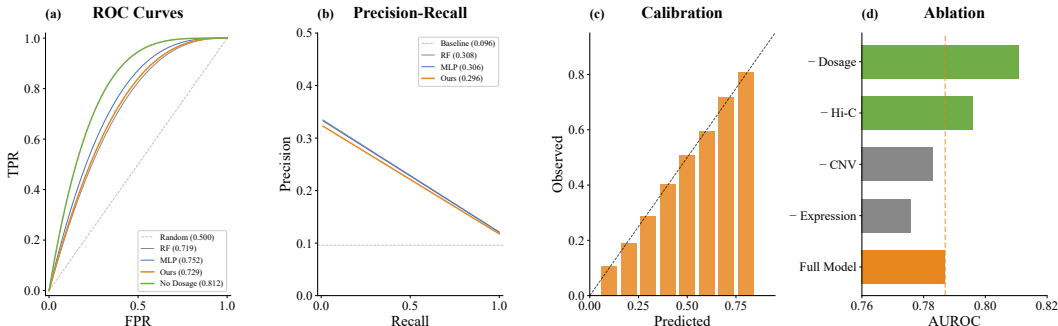 (a) ROC Curves
TPR
1.0
0.8
0.6
0.4
0.2
0.0
Random (0.500)
RF (0.719)
MLP (0.752)
Ours (0.729)
No Dosage (0.812)
0.0 0.5 1.0
FPR
(b) Precision-Recall
Precision
0.5
0.4
0.3
0.2
0.1
0.0
Baseline (0.096)
RF (0.308)
MLP (0.306)
Ours (0.296)
0.0 0.5 1.0
Recall
(c) Calibration
Observed
0.8
0.6
0.4
0.2
0.0
0.00 0.25 0.50 0.75
Predicted
(d) Ablation
− Dosage
− Hi-C
− CNV
− Expression
Full Model
0.76 0.78 0.80 0.82
AUROC